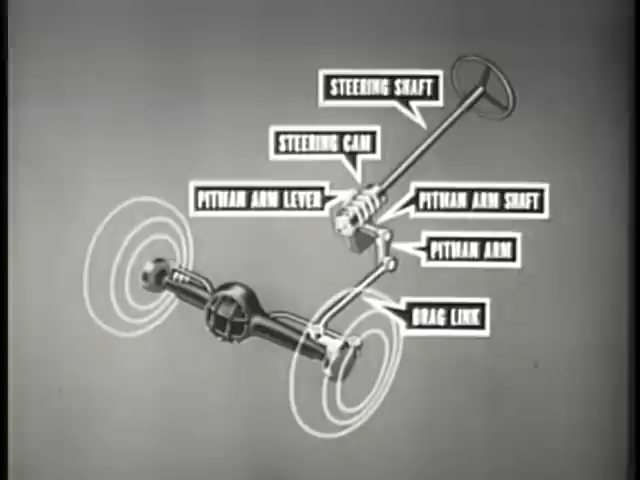 STEERING SHAFT
STEERING CAM
PITMAN ARM LEVER
PITMAN ARM SHAFT
PITMAN ARM
DRAG LINK